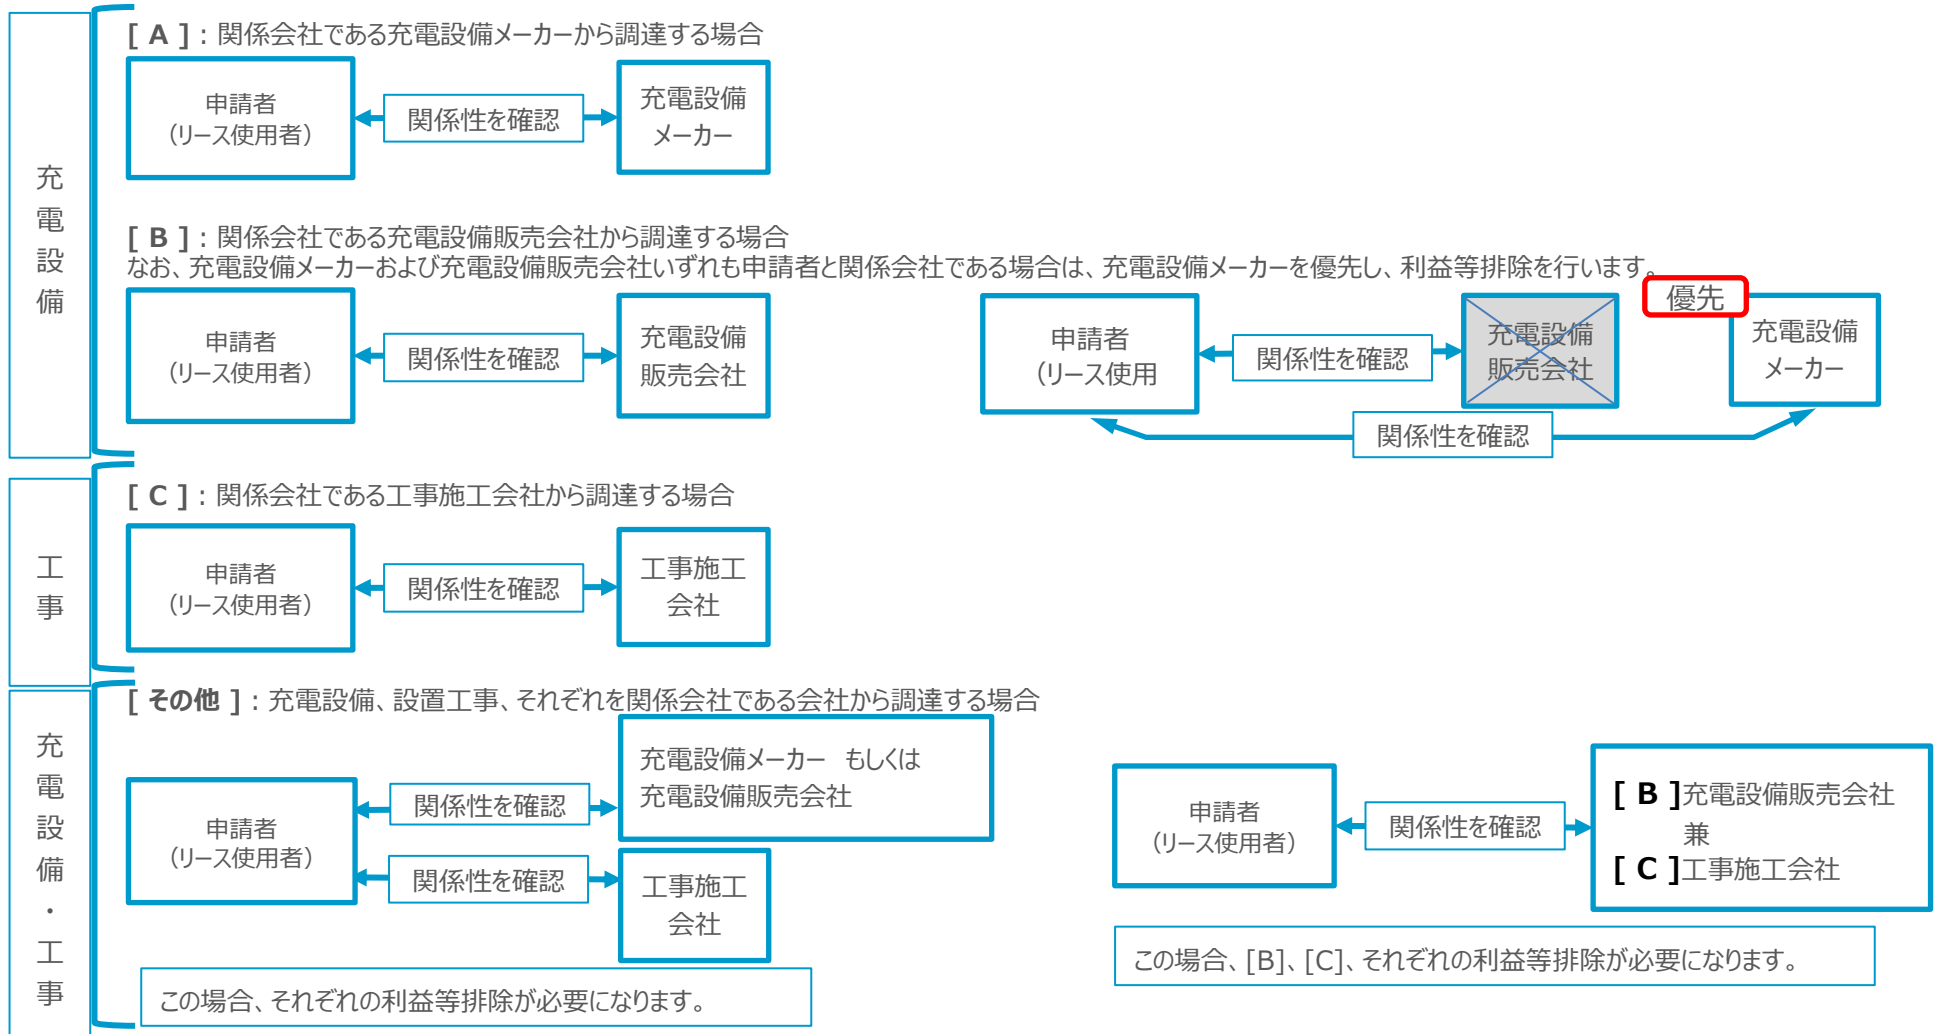 充電設備
[ A ]：関係会社である充電設備メーカーから調達する場合
申請者
（リース使用者）
関係性を確認
充電設備
メーカー
[ B ]：関係会社である充電設備販売会社から調達する場合
なお、充電設備メーカーおよび充電設備販売会社いずれも申請者と関係会社である場合は、充電設備メーカーを優先し、利益等排除を行います。
申請者
（リース使用者）
関係性を確認
充電設備
販売会社
申請者
（リース使用
関係性を確認
充電設備
販売会社
優先
充電設備
メーカー
関係性を確認
工事
[ C ]：関係会社である工事施工会社から調達する場合
申請者
（リース使用者）
関係性を確認
工事施工
会社
充電設備・工事
[ その他 ]：充電設備、設置工事、それぞれを関係会社である会社から調達する場合
申請者
（リース使用者）
関係性を確認
充電設備メーカー　もしくは
充電設備販売会社
関係性を確認
工事施工
会社
この場合、それぞれの利益等排除が必要になります。
申請者
（リース使用者）
関係性を確認
[ B ]充電設備販売会社
兼
[ C ]工事施工会社
この場合、[B]、[C]、それぞれの利益等排除が必要になります。